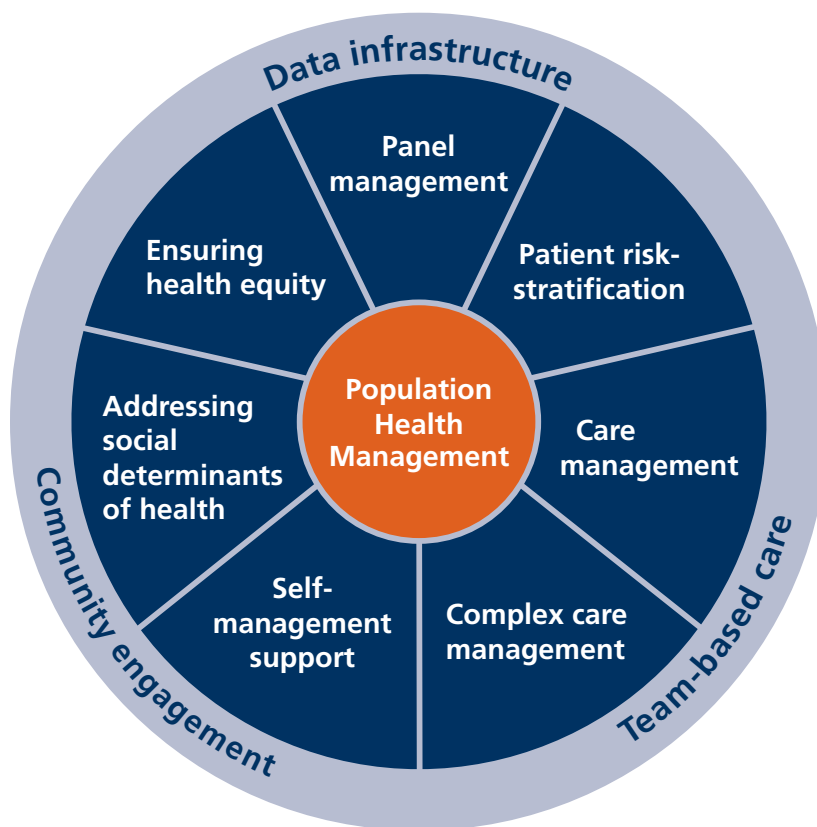 Data infrastructure
Panel
management
Patient risk-
stratification
Care
management
Complex care
management
Self-
management
support
Addressing
social
determinants
of health
Ensuring
health equity
Population
Health
Management
Team-based care
Community engagement